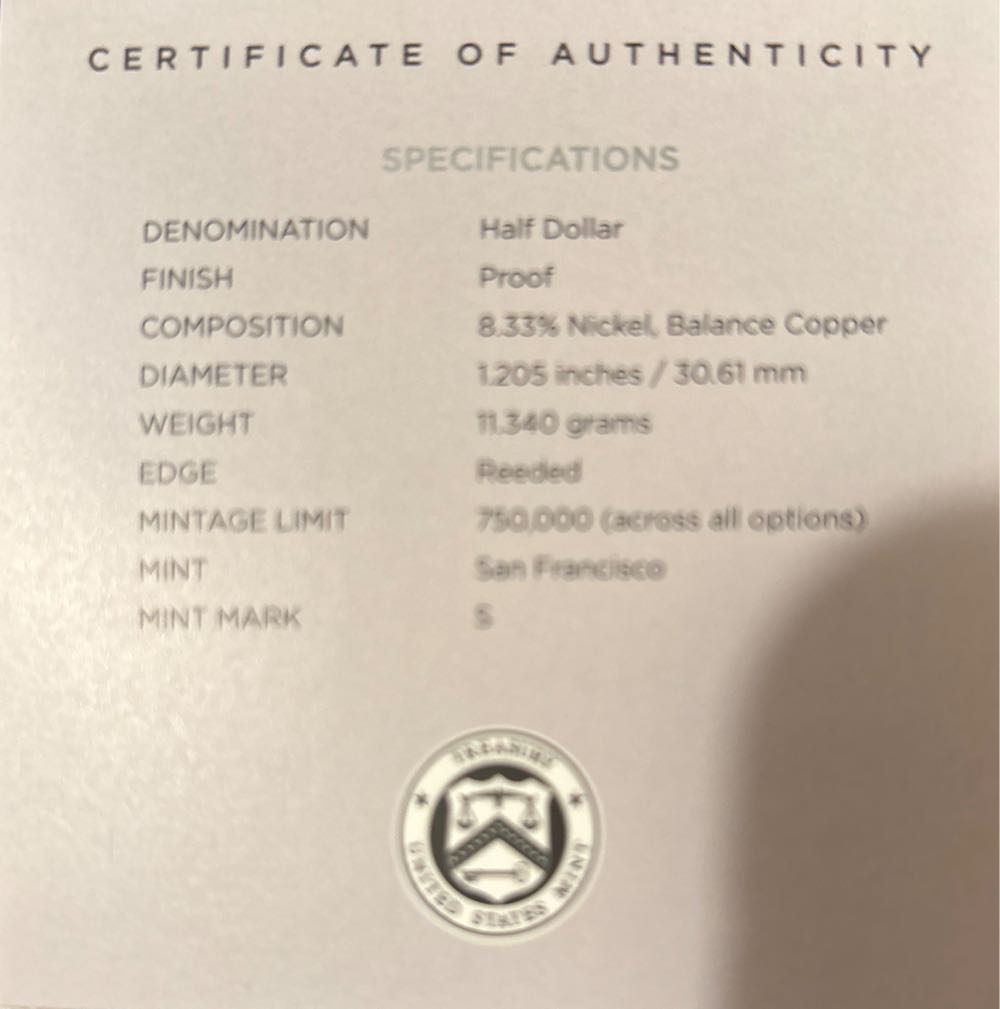 CERTIFICATE OF AUTHENTICITY
SPECIFICATIONS
DENOMINATION Half Dollar
FINISH Proof
COMPOSITION 8.33% Nickel, Balance Copper
DIAMETER 1.205 inches / 30.61 mm
WEIGHT 11.340 grams
EDGE Reeded
MINTAGE LIMIT 750,000 (across all options)
MINT San Francisco
MINT MARK S
TREASURY
UNITED STATES MINT